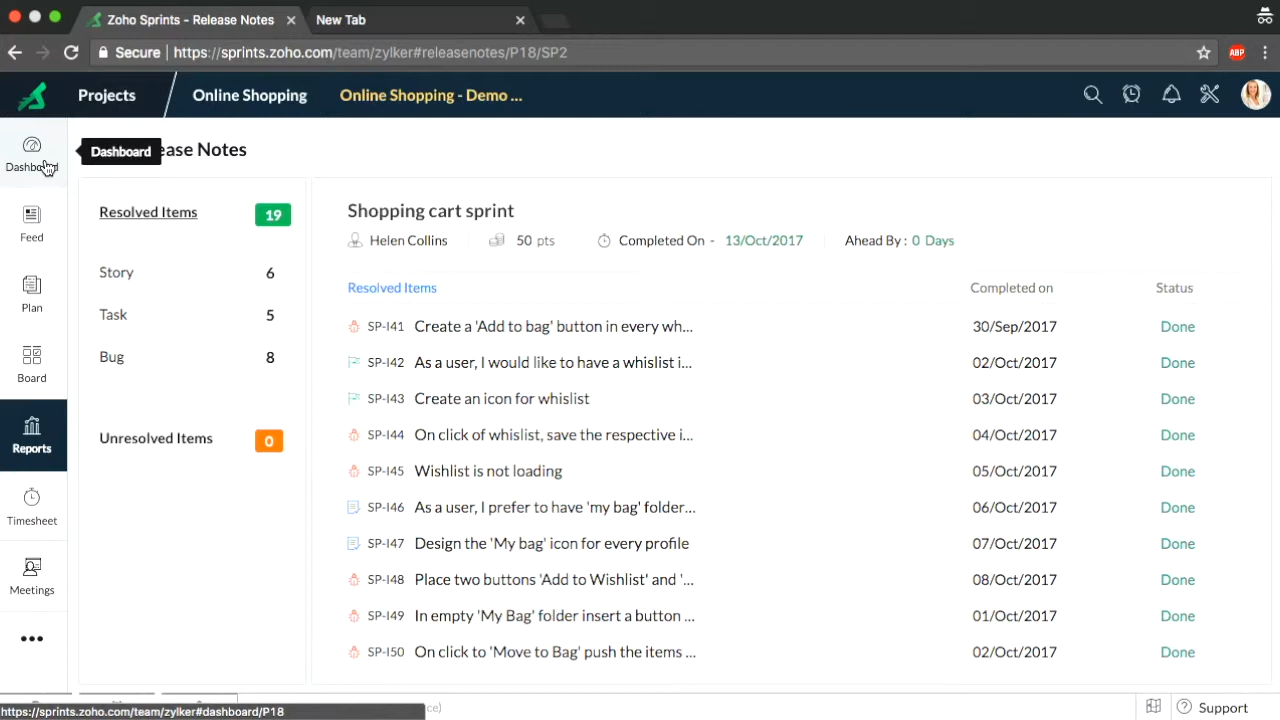 Zoho Sprints - Release Notes
New Tab
Secure
https://sprints.zoho.com/team/zylker#releasenotes/P18/SP2
ABP
Projects
Online Shopping
Online Shopping - Demo ...
Dashboard
Dashboard
ease Notes
Feed
Plan
Board
Reports
Timesheet
Meetings
Resolved Items 19
Story 6
Task 5
Bug 8
Unresolved Items 0
Shopping cart sprint
Helen Collins 50 pts Completed On - 13/Oct/2017 Ahead By : 0 Days
Resolved Items Completed on Status
SP-I41 Create a 'Add to bag' button in every wh... 30/Sep/2017 Done
SP-I42 As a user, I would like to have a whislist i... 02/Oct/2017 Done
SP-I43 Create an icon for whislist 03/Oct/2017 Done
SP-I44 On click of whislist, save the respective i... 04/Oct/2017 Done
SP-I45 Wishlist is not loading 05/Oct/2017 Done
SP-I46 As a user, I prefer to have 'my bag' folder... 06/Oct/2017 Done
SP-I47 Design the 'My bag' icon for every profile 07/Oct/2017 Done
SP-I48 Place two buttons 'Add to Wishlist' and '... 08/Oct/2017 Done
SP-I49 In empty 'My Bag' folder insert a button ... 01/Oct/2017 Done
SP-I50 On click to 'Move to Bag' push the items ... 02/Oct/2017 Done
https://sprints.zoho.com/team/zylker#dashboard/P18
ce)
Support